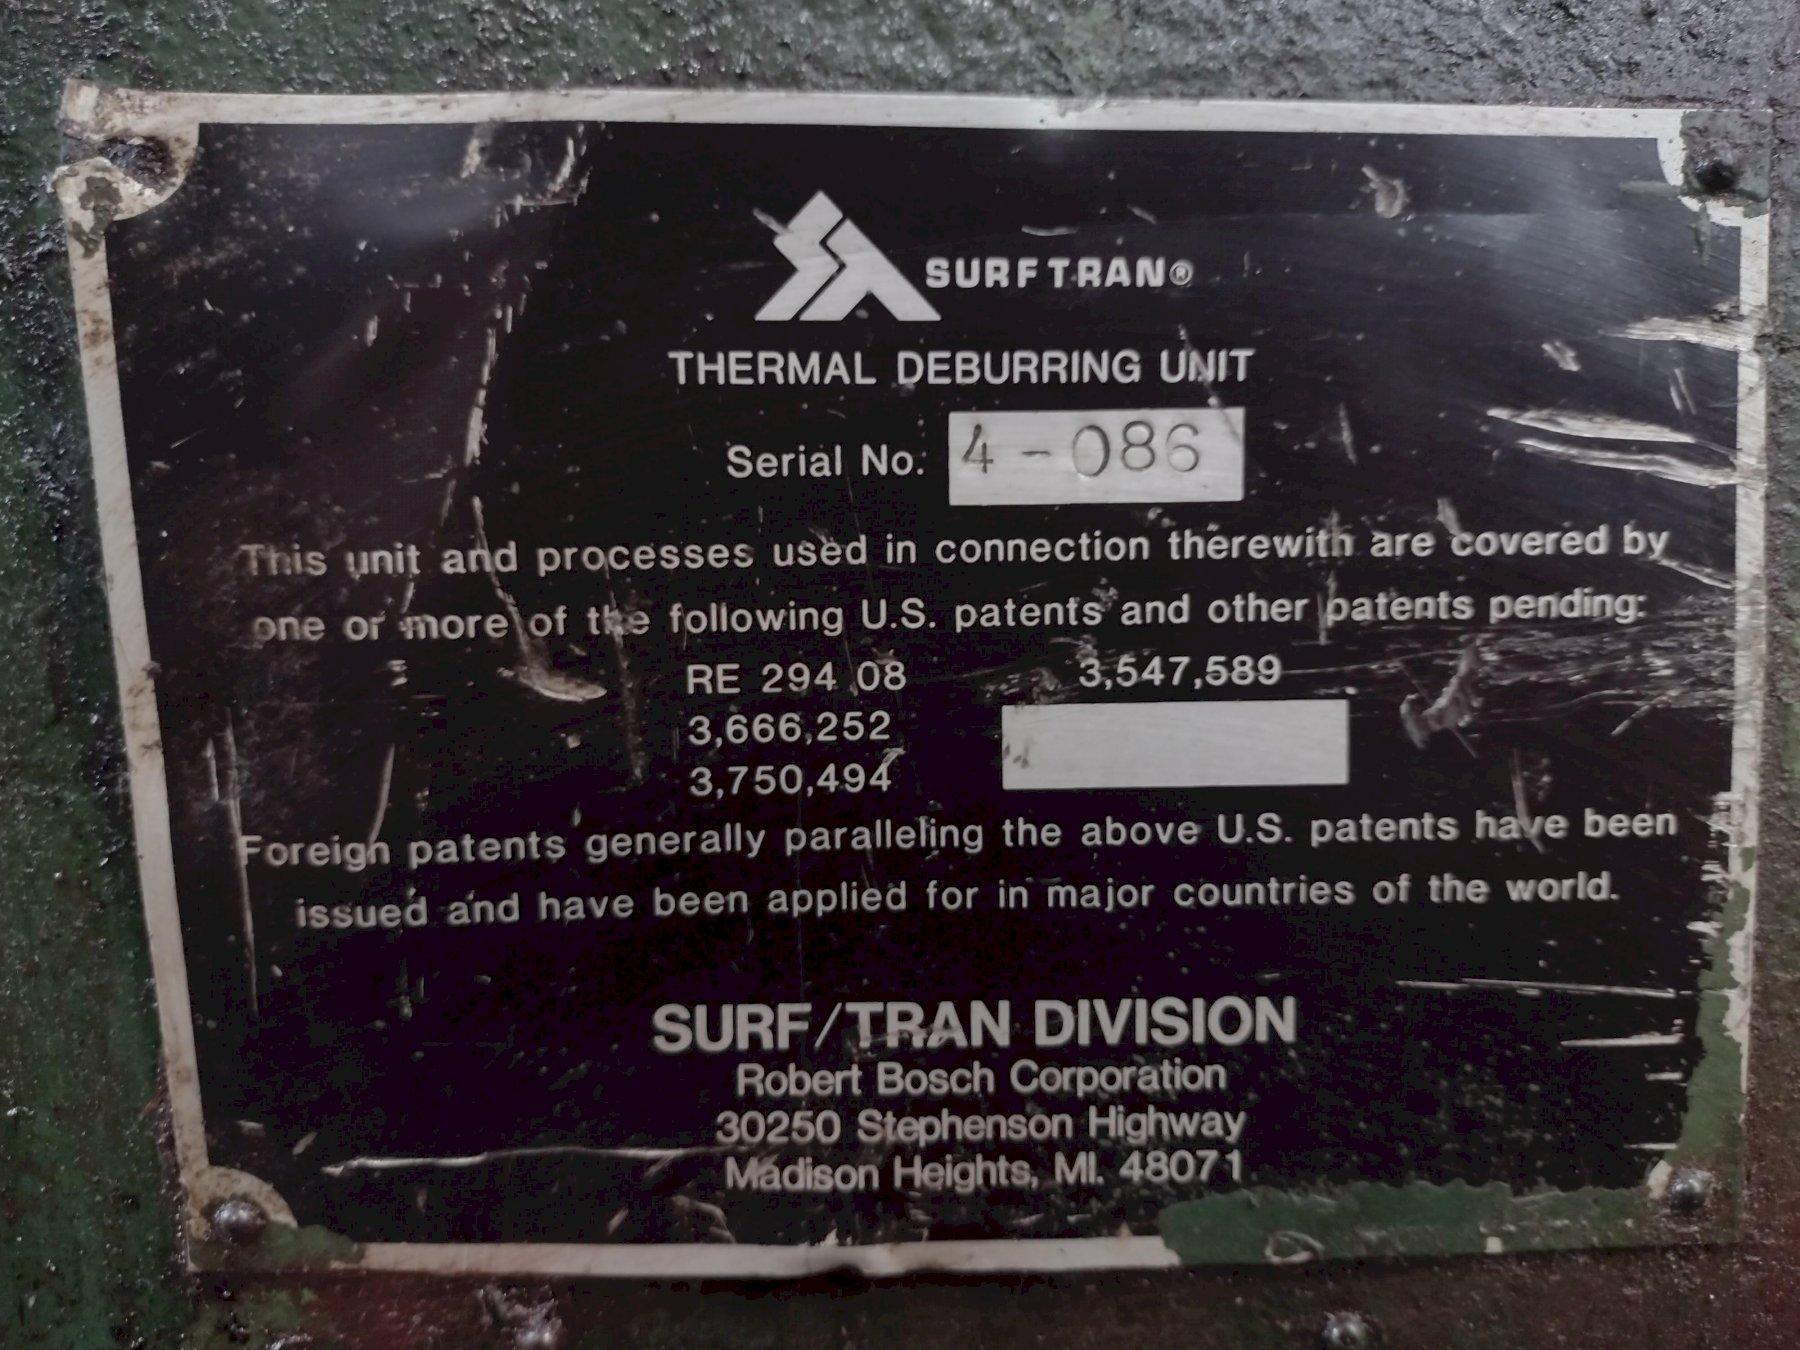 SURFTRAN®
THERMAL DEBURRING UNIT
Serial No. 4-086
This unit and processes used in connection therewith are covered by
one or more of the following U.S. patents and other patents pending:
RE 294 08 3,547,589
3,666,252
3,750,494
Foreign patents generally paralleling the above U.S. patents have been
issued and have been applied for in major countries of the world.
SURF/TRAN DIVISION
Robert Bosch Corporation
30250 Stephenson Highway
Madison Heights, MI. 48071